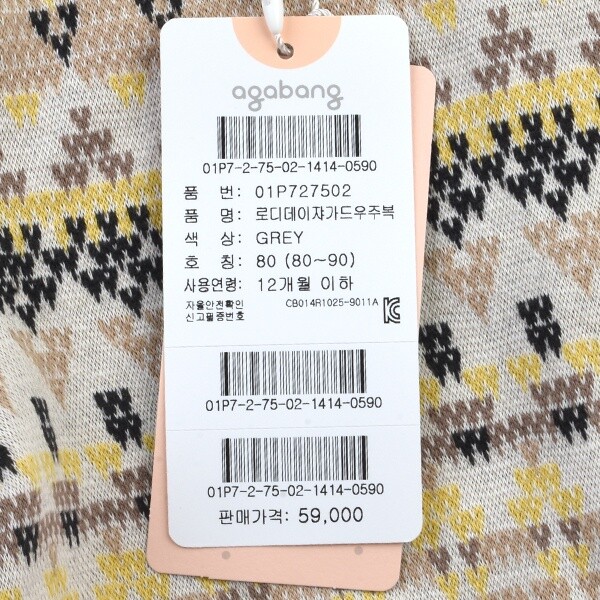 agabang
01P7-2-75-02-1414-0590
품 번: 01P727502
품 명: 로디데이쟈가드우주복
색 상: GREY
호 칭: 80 (80~90)
사용연령: 12개월 이하
자율안전확인
신고필증번호 CB014R1025-9011A
01P7-2-75-02-1414-0590
01P7-2-75-02-1414-0590
판매가격: 59,000